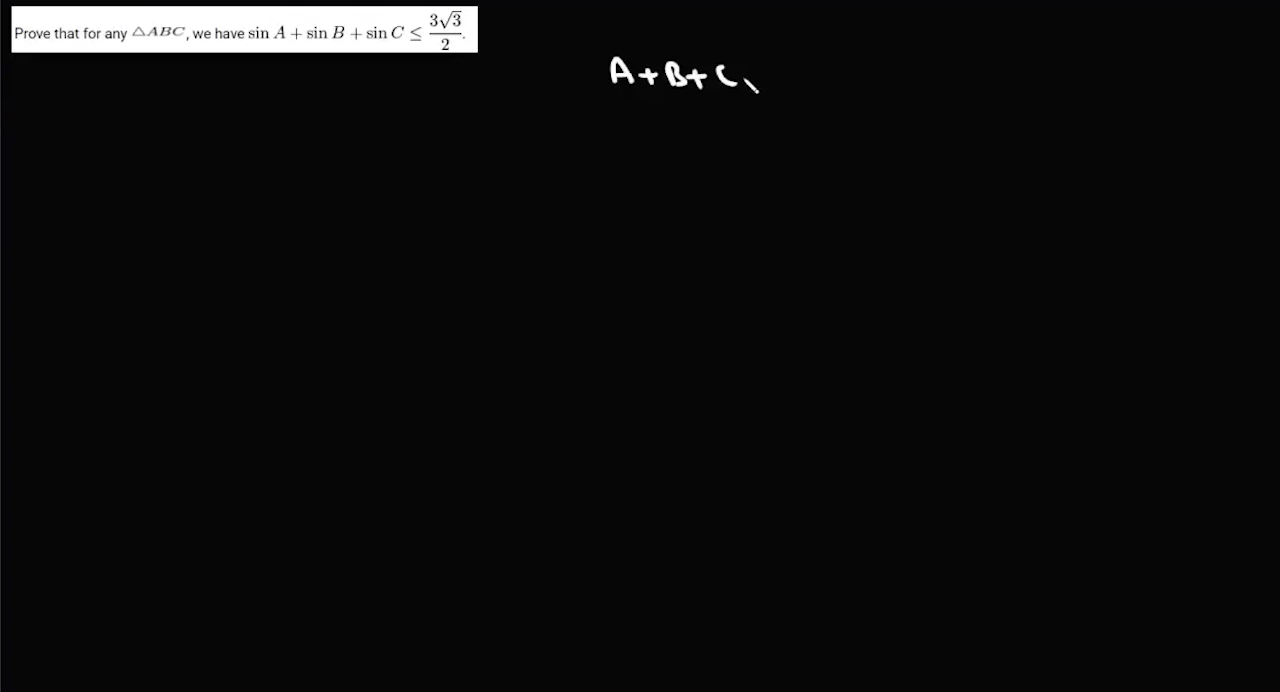 Prove that for any △ABC, we have sin A + sin B + sin C ≤ 3√3/2.
A+B+C